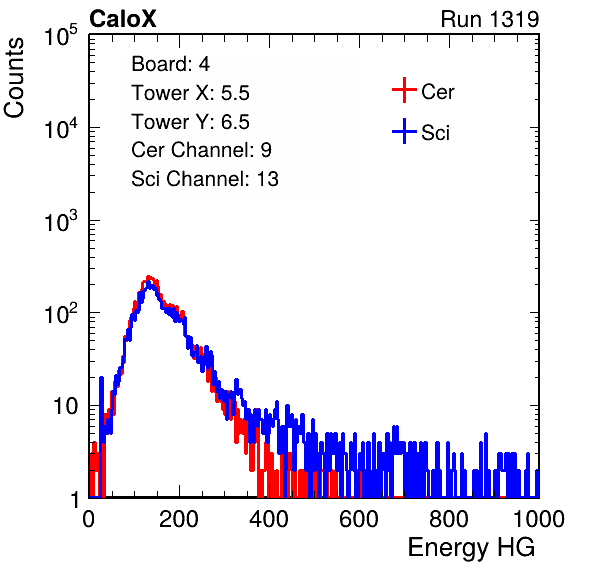 CaloX Run 1319
Counts
10^5
10^4
10^3
10^2
10
1
Board: 4
Tower X: 5.5
Tower Y: 6.5
Cer Channel: 9
Sci Channel: 13
Cer
Sci
0 200 400 600 800 1000
Energy HG